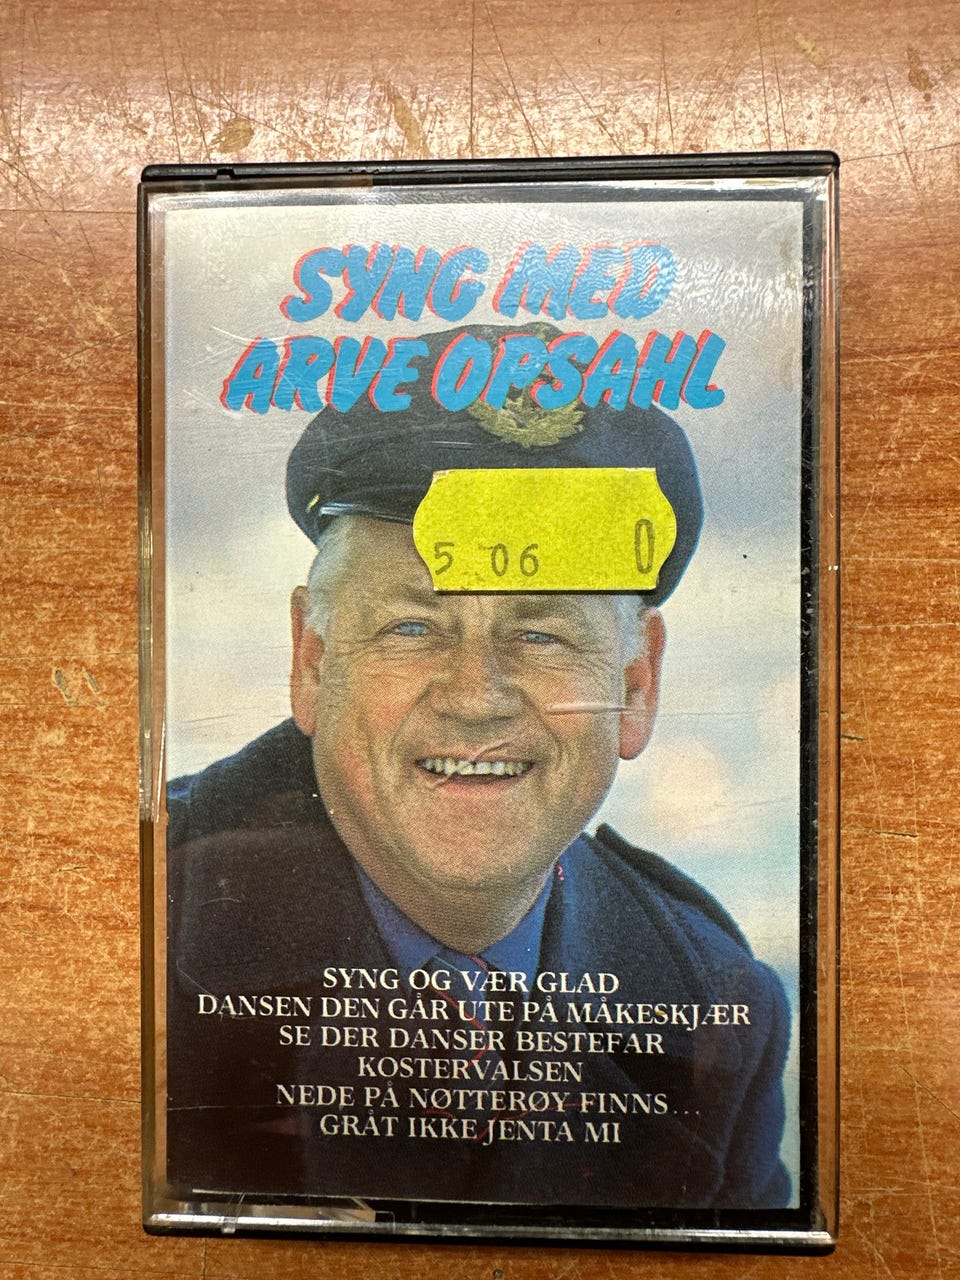 SYNG MED
ARVE OPSAHL
5 06 0
SYNG OG VÆR GLAD
DANSEN DEN GÅR UTE PÅ MÅKESKJÆR
SE DER DANSER BESTEFAR
KOSTERVALSEN
NEDE PÅ NØTTERØY FINNS...
GRÅT IKKE JENTA MI